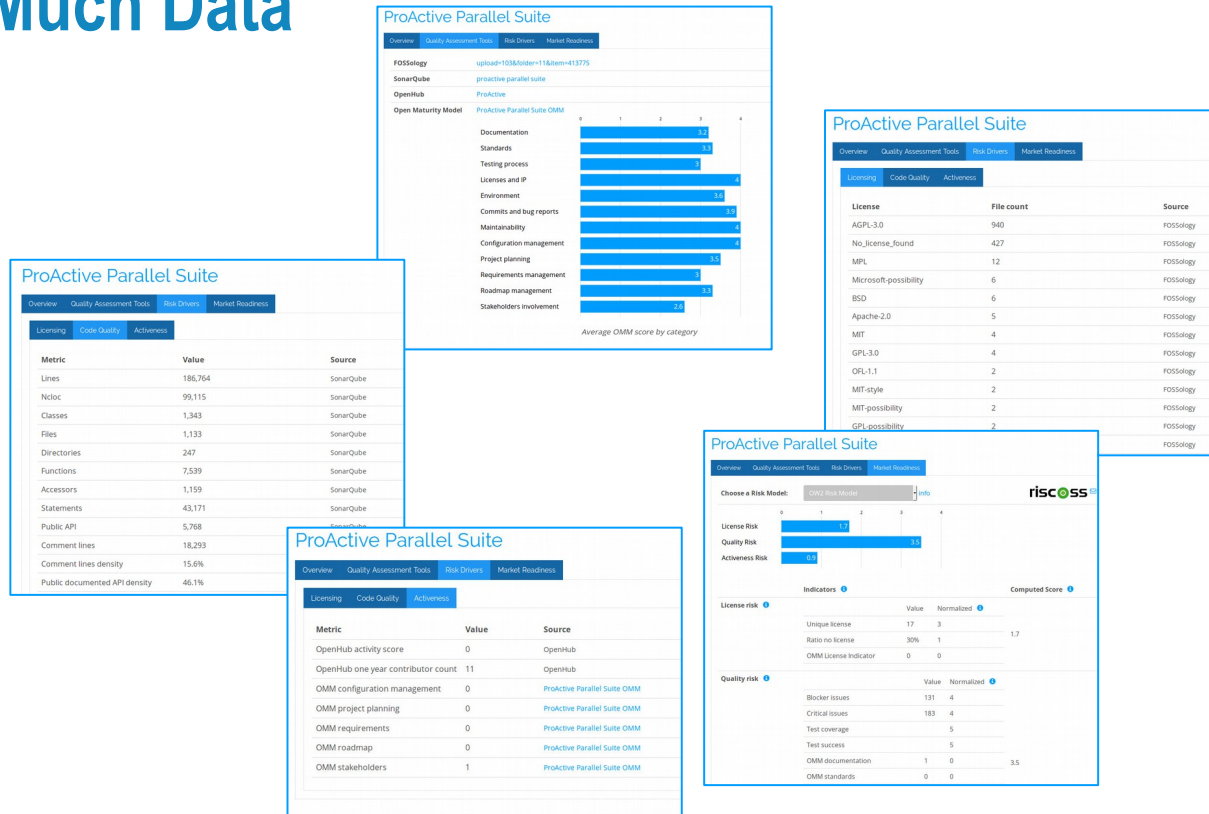 Much Data
ProActive Parallel Suite
Overview Quality Assessment Tools Risk Drivers Market Readiness
FOSSology upload=103&folder=11&item=413775
SonarQube proactive parallel suite
OpenHub ProActive
Open Maturity Model ProActive Parallel Suite OMM
0 1 2 3 4
Documentation 3.2
Standards 3.3
Testing process 3
Licenses and IP 4
Environment 3.6
Commits and bug reports 3.9
Maintainability 4
Configuration management 4
Project planning 3.5
Requirements management 3
Roadmap management 3.3
Stakeholders involvement 2.6
Average OMM score by category
ProActive Parallel Suite
Overview Quality Assessment Tools Risk Drivers Market Readiness
Licensing Code Quality Activeness
License File count Source
AGPL-3.0 940 FOSSology
No_license_found 427 FOSSology
MPL 12 FOSSology
Microsoft-possibility 6 FOSSology
BSD 6 FOSSology
Apache-2.0 5 FOSSology
MIT 4 FOSSology
GPL-3.0 4 FOSSology
OFL-1.1 2 FOSSology
MIT-style 2 FOSSology
MIT-possibility 2 FOSSology
GPL-possibility 2 FOSSology
FOSSology
ProActive Parallel Suite
Overview Quality Assessment Tools Risk Drivers Market Readiness
Licensing Code Quality Activeness
Metric Value Source
Lines 186,764 SonarQube
Ncloc 99,115 SonarQube
Classes 1,343 SonarQube
Files 1,133 SonarQube
Directories 247 SonarQube
Functions 7,539 SonarQube
Accessors 1,159 SonarQube
Statements 43,171 SonarQube
Public API 5,768 SonarQube
Comment lines 18,293
Comment lines density 15.6%
Public documented API density 46.1%
ProActive Parallel Suite
Overview Quality Assessment Tools Risk Drivers Market Readiness
Licensing Code Quality Activeness
Metric Value Source
OpenHub activity score 0 OpenHub
OpenHub one year contributor count 11 OpenHub
OMM configuration management 0 ProActive Parallel Suite OMM
OMM project planning 0 ProActive Parallel Suite OMM
OMM requirements 0 ProActive Parallel Suite OMM
OMM roadmap 0 ProActive Parallel Suite OMM
OMM stakeholders 1 ProActive Parallel Suite OMM
ProActive Parallel Suite
Overview Quality Assessment Tools Risk Drivers Market Readiness
Choose a Risk Model: OW2 Risk Model info riscoss
0 1 2 3 4
License Risk 1.7
Quality Risk 3.5
Activeness Risk 0.9
Indicators Computed Score
License risk Value Normalized
Unique license 17 3
Ratio no license 30% 1
1.7
OMM License Indicator 0 0
Quality risk Value Normalized
Blocker issues 131 4
Critical issues 183 4
Test coverage 5
Test success 5
OMM documentation 1 0 3.5
OMM standards 0 0